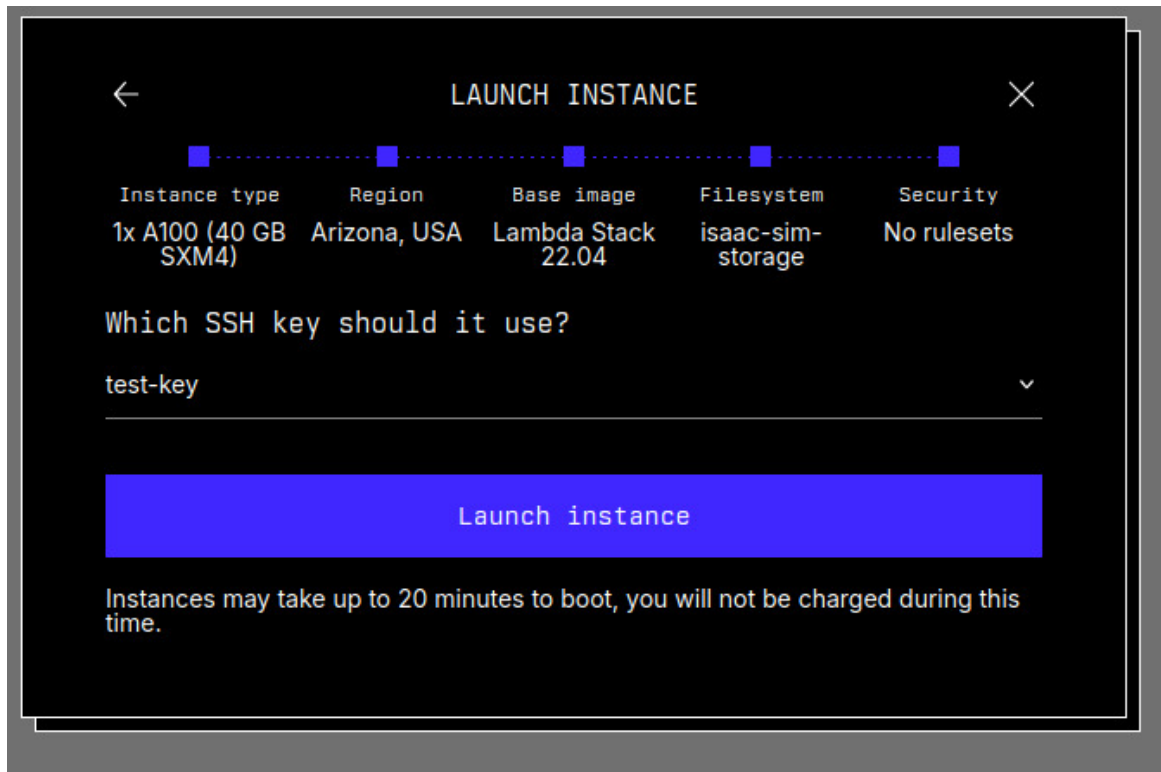 LAUNCH INSTANCE
Instance type
Region
Base image
Filesystem
Security
1x A100 (40 GB
SXM4)
Arizona, USA
Lambda Stack
22.04
isaac-sim-
storage
No rulesets
Which SSH key should it use?
test-key
Launch instance
Instances may take up to 20 minutes to boot, you will not be charged during this
time.